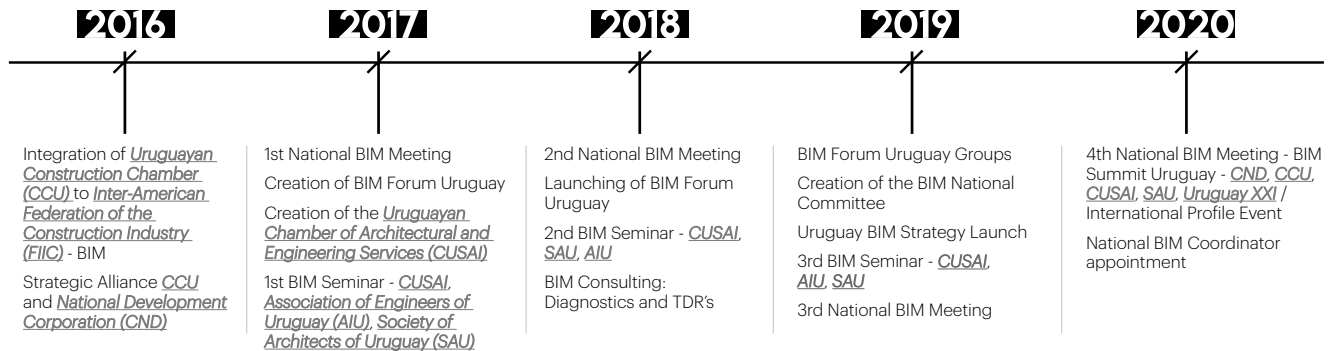 2016
Integration of Uruguayan
Construction Chamber
(CCU) to Inter-American
Federation of the
Construction Industry
(FIIC) - BIM
Strategic Alliance CCU
and National Development
Corporation (CND)
2017
1st National BIM Meeting
Creation of BIM Forum Uruguay
Creation of the Uruguayan
Chamber of Architectural and
Engineering Services (CUSAI)
1st BIM Seminar - CUSAI,
Association of Engineers of
Uruguay (AIU), Society of
Architects of Uruguay (SAU)
2018
2nd National BIM Meeting
Launching of BIM Forum
Uruguay
2nd BIM Seminar - CUSAI,
SAU, AIU
BIM Consulting:
Diagnostics and TDR's
2019
BIM Forum Uruguay Groups
Creation of the BIM National
Committee
Uruguay BIM Strategy Launch
3rd BIM Seminar - CUSAI,
AIU, SAU
3rd National BIM Meeting
2020
4th National BIM Meeting - BIM
Summit Uruguay - CND, CCU,
CUSAI, SAU, Uruguay XXI /
International Profile Event
National BIM Coordinator
appointment